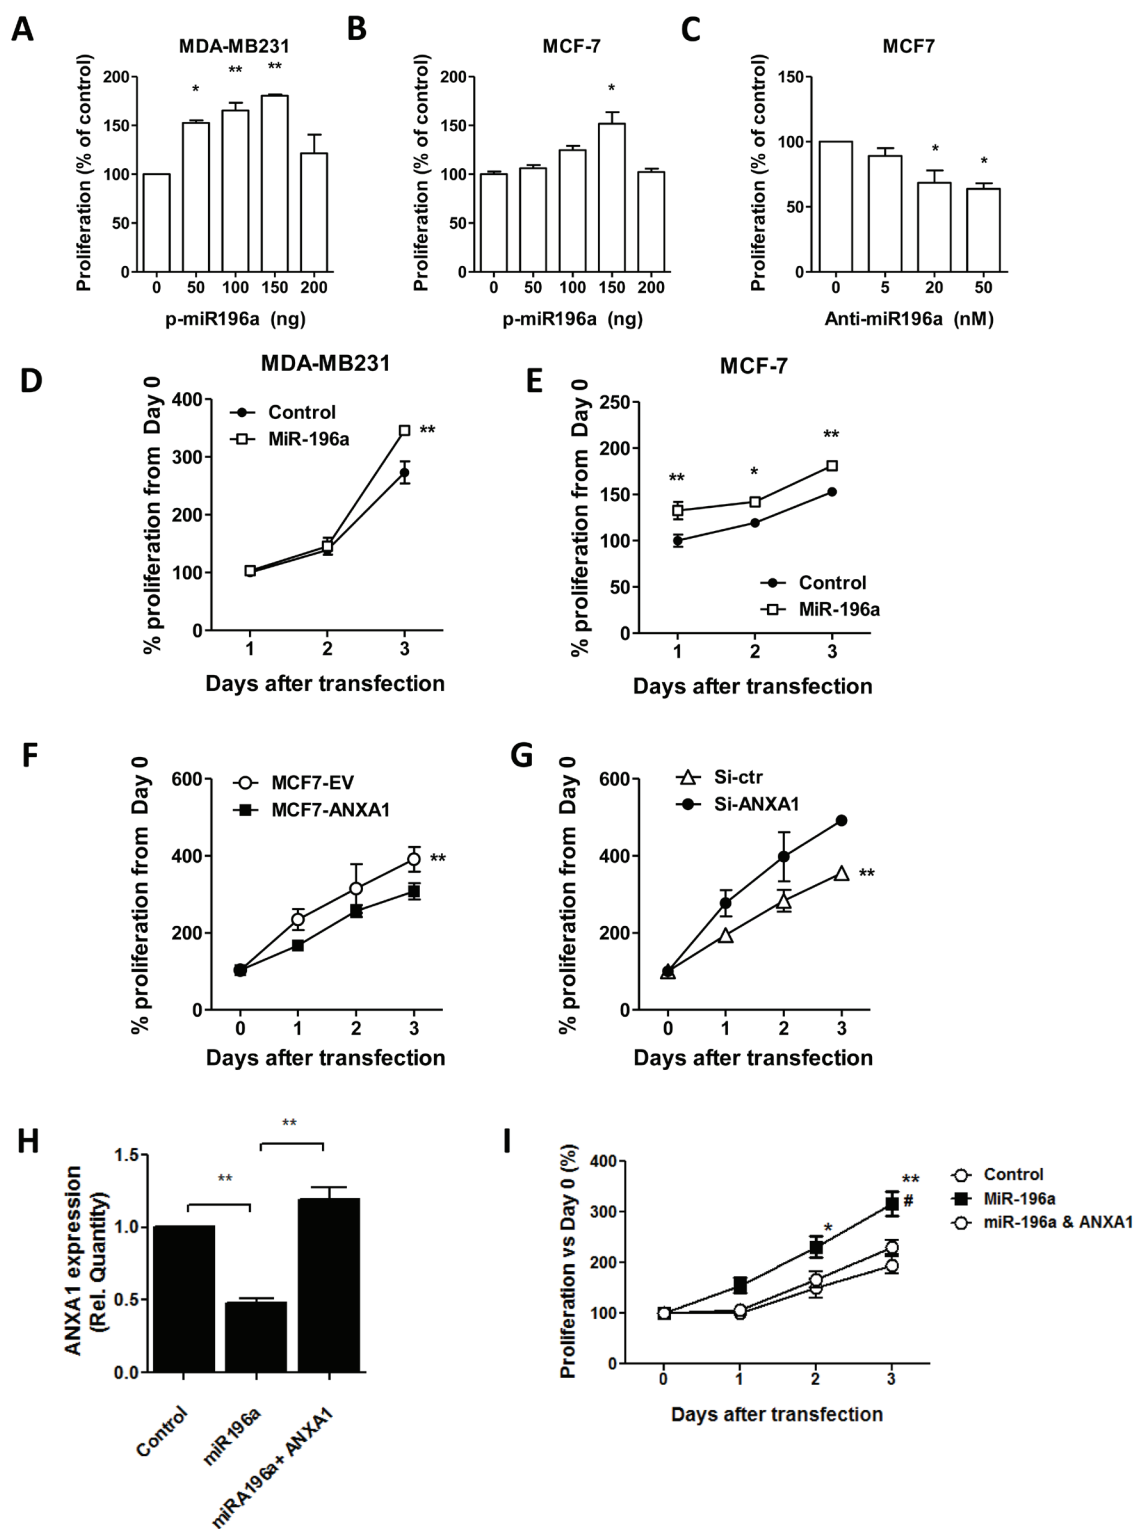 A
MDA-MB231
Proliferation (% of control)
200
150
100
50
0
*
**
**
0 50 100 150 200
p-miR196a (ng)
B
MCF-7
Proliferation (% of control)
200
150
100
50
0
*
0 50 100 150 200
p-miR196a (ng)
C
MCF7
Proliferation (% of control)
150
100
50
0
*
*
0 5 20 50
Anti-miR196a (nM)
D
MDA-MB231
% proliferation from Day 0
400
300
200
100
0
Control
MiR-196a
**
1 2 3
Days after transfection
E
MCF-7
% proliferation from Day 0
250
200
150
100
50
0
**
*
**
Control
MiR-196a
1 2 3
Days after transfection
F
% proliferation from Day 0
600
400
200
0
MCF7-EV
MCF7-ANXA1
**
0 1 2 3
Days after transfection
G
% proliferation from Day 0
600
400
200
0
Si-ctr
Si-ANXA1
**
0 1 2 3
Days after transfection
H
ANXA1 expression
(Rel. Quantity)
1.5
1.0
0.5
0.0
**
**
Control
miR196a
miRA196a+ ANXA1
I
Proliferation vs Day 0 (%)
400
300
200
100
0
*
**
#
Control
MiR-196a
miR-196a & ANXA1
0 1 2 3
Days after transfection